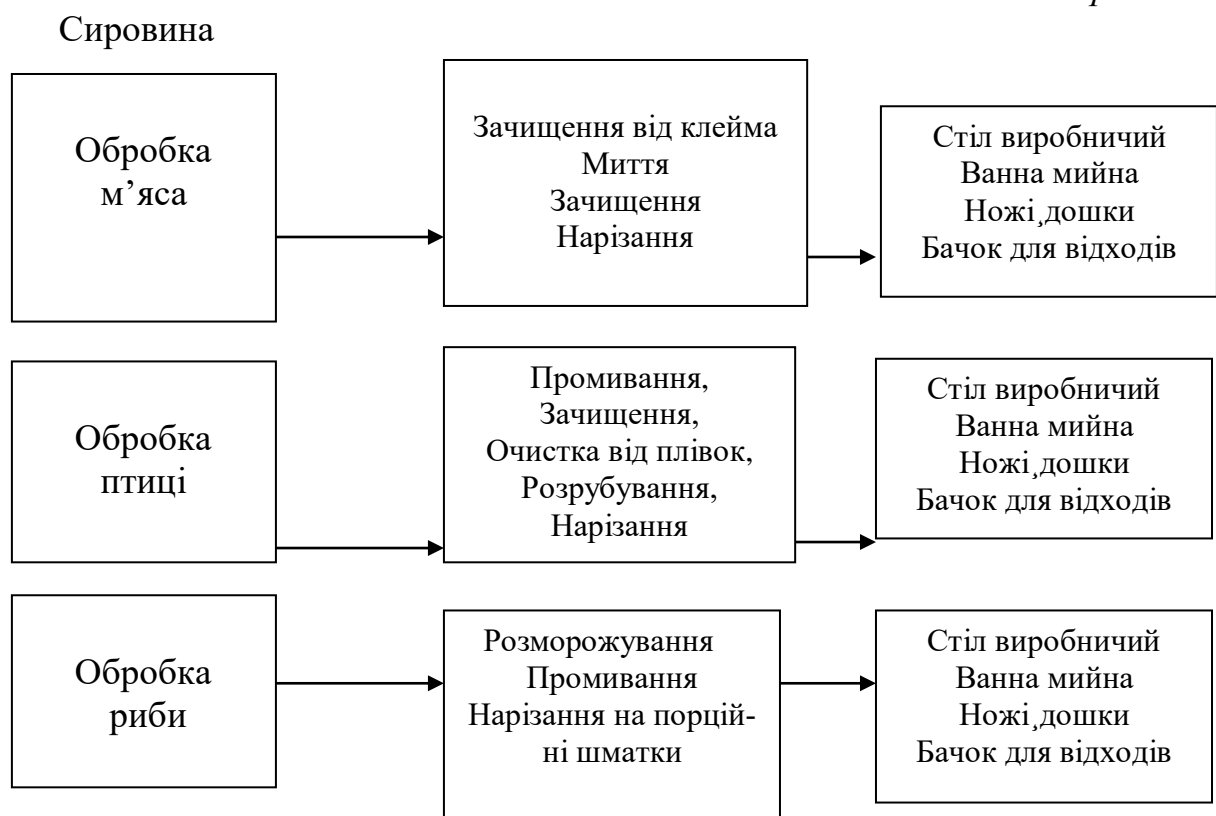 Сировина
Обробка
м’яса
Зачищення від клейма
Миття
Зачищення
Нарізання
Стіл виробничий
Ванна мийна
Ножі¸дошки
Бачок для відходів
Обробка
птиці
Промивання,
Зачищення,
Очистка від плівок,
Розрубування,
Нарізання
Стіл виробничий
Ванна мийна
Ножі¸дошки
Бачок для відходів
Обробка
риби
Розморожування
Промивання
Нарізання на порцій-
ні шматки
Стіл виробничий
Ванна мийна
Ножі¸дошки
Бачок для відходів